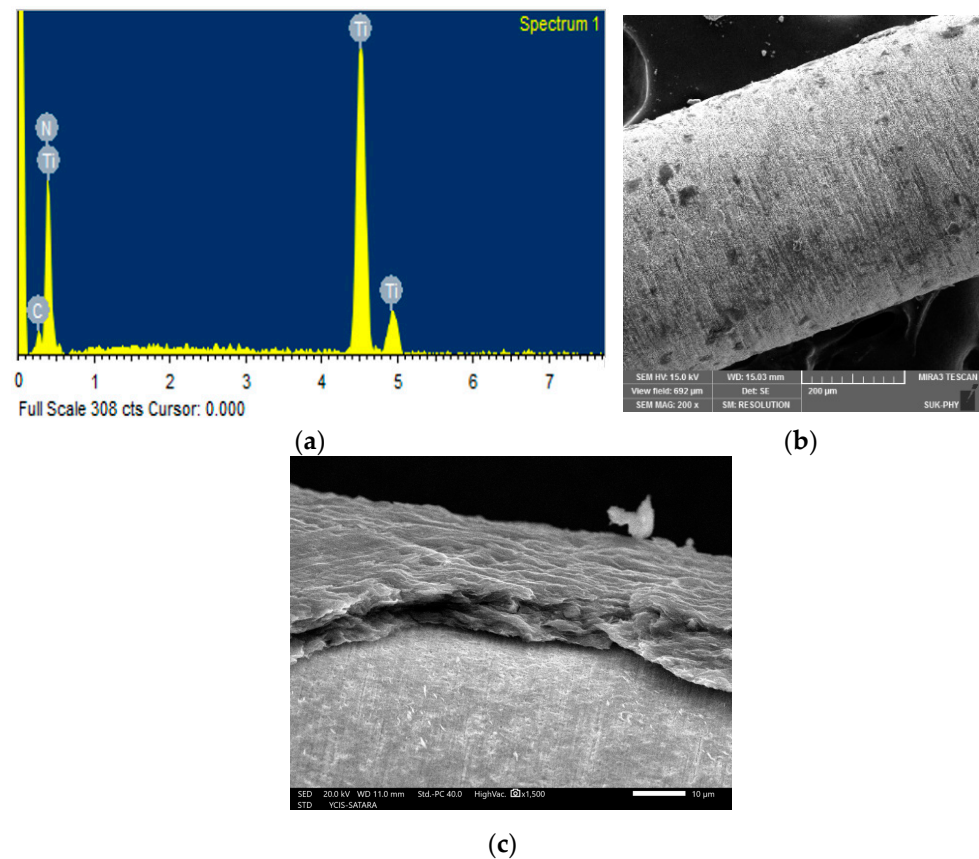 Spectrum 1
Ti
N
Ti
C
Ti
0 1 2 3 4 5 6 7
Full Scale 308 cts Cursor: 0.000
(a)
SEM HV: 15.0 kV WD: 15.03 mm MIRA3 TESCAN
View field: 692 µm Det: SE 200 µm
SEM MAG: 200 x SM: RESOLUTION SUK-PHY
(b)
SED 20.0 kV WD 11.0 mm Std.-PC 40.0 HighVac. x1,500 10 µm
STD YCIS-SATARA
(c)